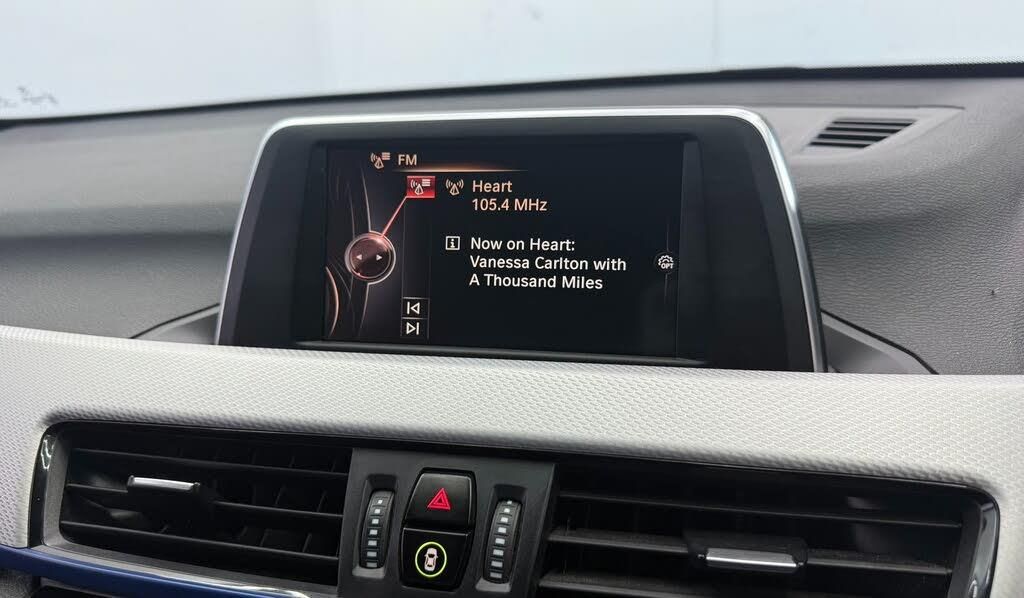 FM
Heart
105.4 MHz
Now on Heart:
Vanessa Carlton with
A Thousand Miles
OPT